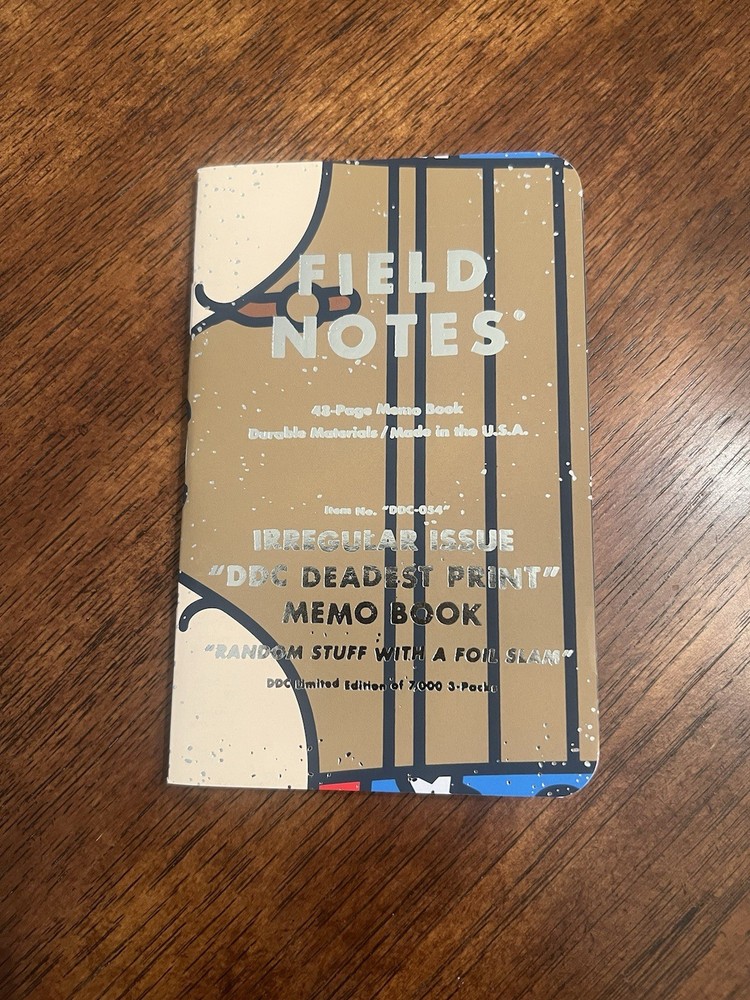 FIELD
NOTES
48-Page Memo Book
Durable Materials / Made in the U.S.A.
Item No. "DDC-054"
IRREGULAR ISSUE
"DDC DEADEST PRINT"
MEMO BOOK
"RANDOM STUFF WITH A FOIL SLAM"
DDC Limited Edition of 7,000 3-Packs